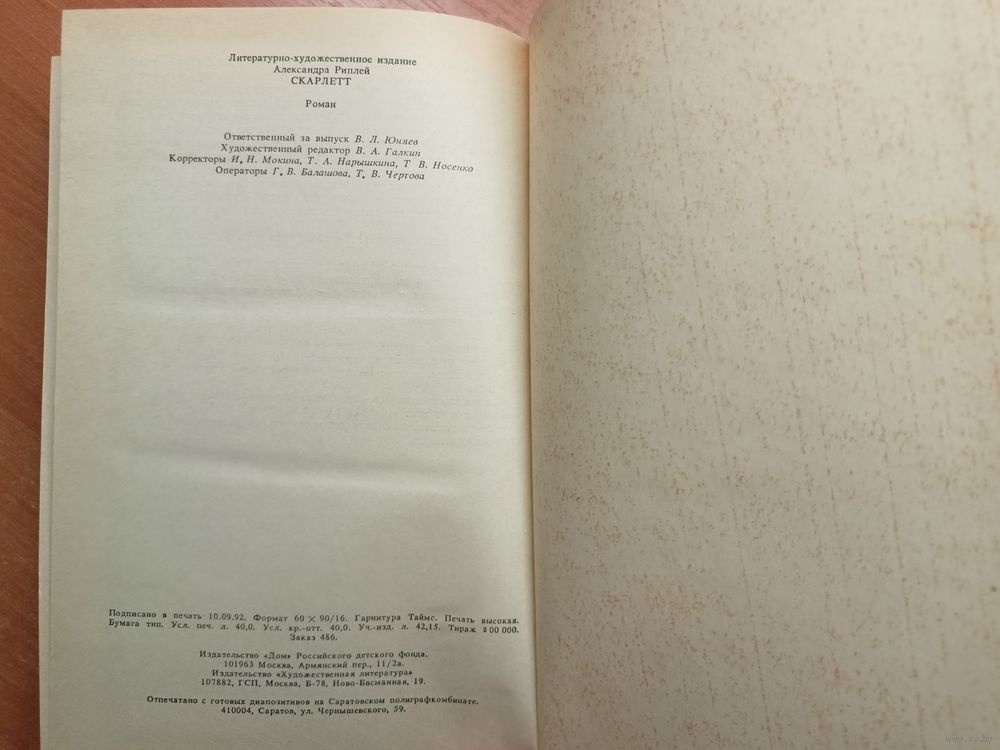 Литературно-художественное издание
Александра Риплей
СКАРЛЕТТ
Роман
Ответственный за выпуск В. Л. Юняев
Художественный редактор В. А. Галкин
Корректоры И. Н. Мокина, Т. А. Нарышкина, Т В. Носенко
Операторы Г. В. Балашова, Т. В. Чертова
Подписано в печать 10.09.92. Формат 60 × 90/16. Гарнитура Таймс. Печать высокая.
Бумага тип. Усл. печ. л. 40,0. Усл. кр.-отт. 40,0. Уч.-изд. л. 42,15. Тираж 200 000.
Заказ 486.
Издательство «Дом» Российского детского фонда.
101963 Москва, Армянский пер., 11/2а.
Издательство «Художественная литература»
107882, ГСП, Москва, Б-78, Ново-Басманная, 19.
Отпечатано с готовых диапозитивов на Саратовском полиграфкомбинате.
410004, Саратов, ул. Чернышевского, 59.
www.ay.by